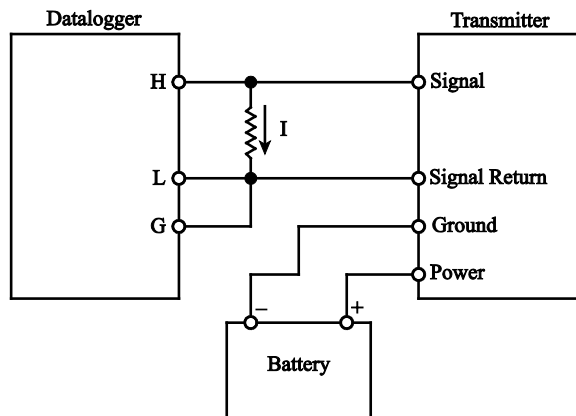 Datalogger
Transmitter
H
Signal
I
L
Signal Return
G
Ground
Power
− +
Battery